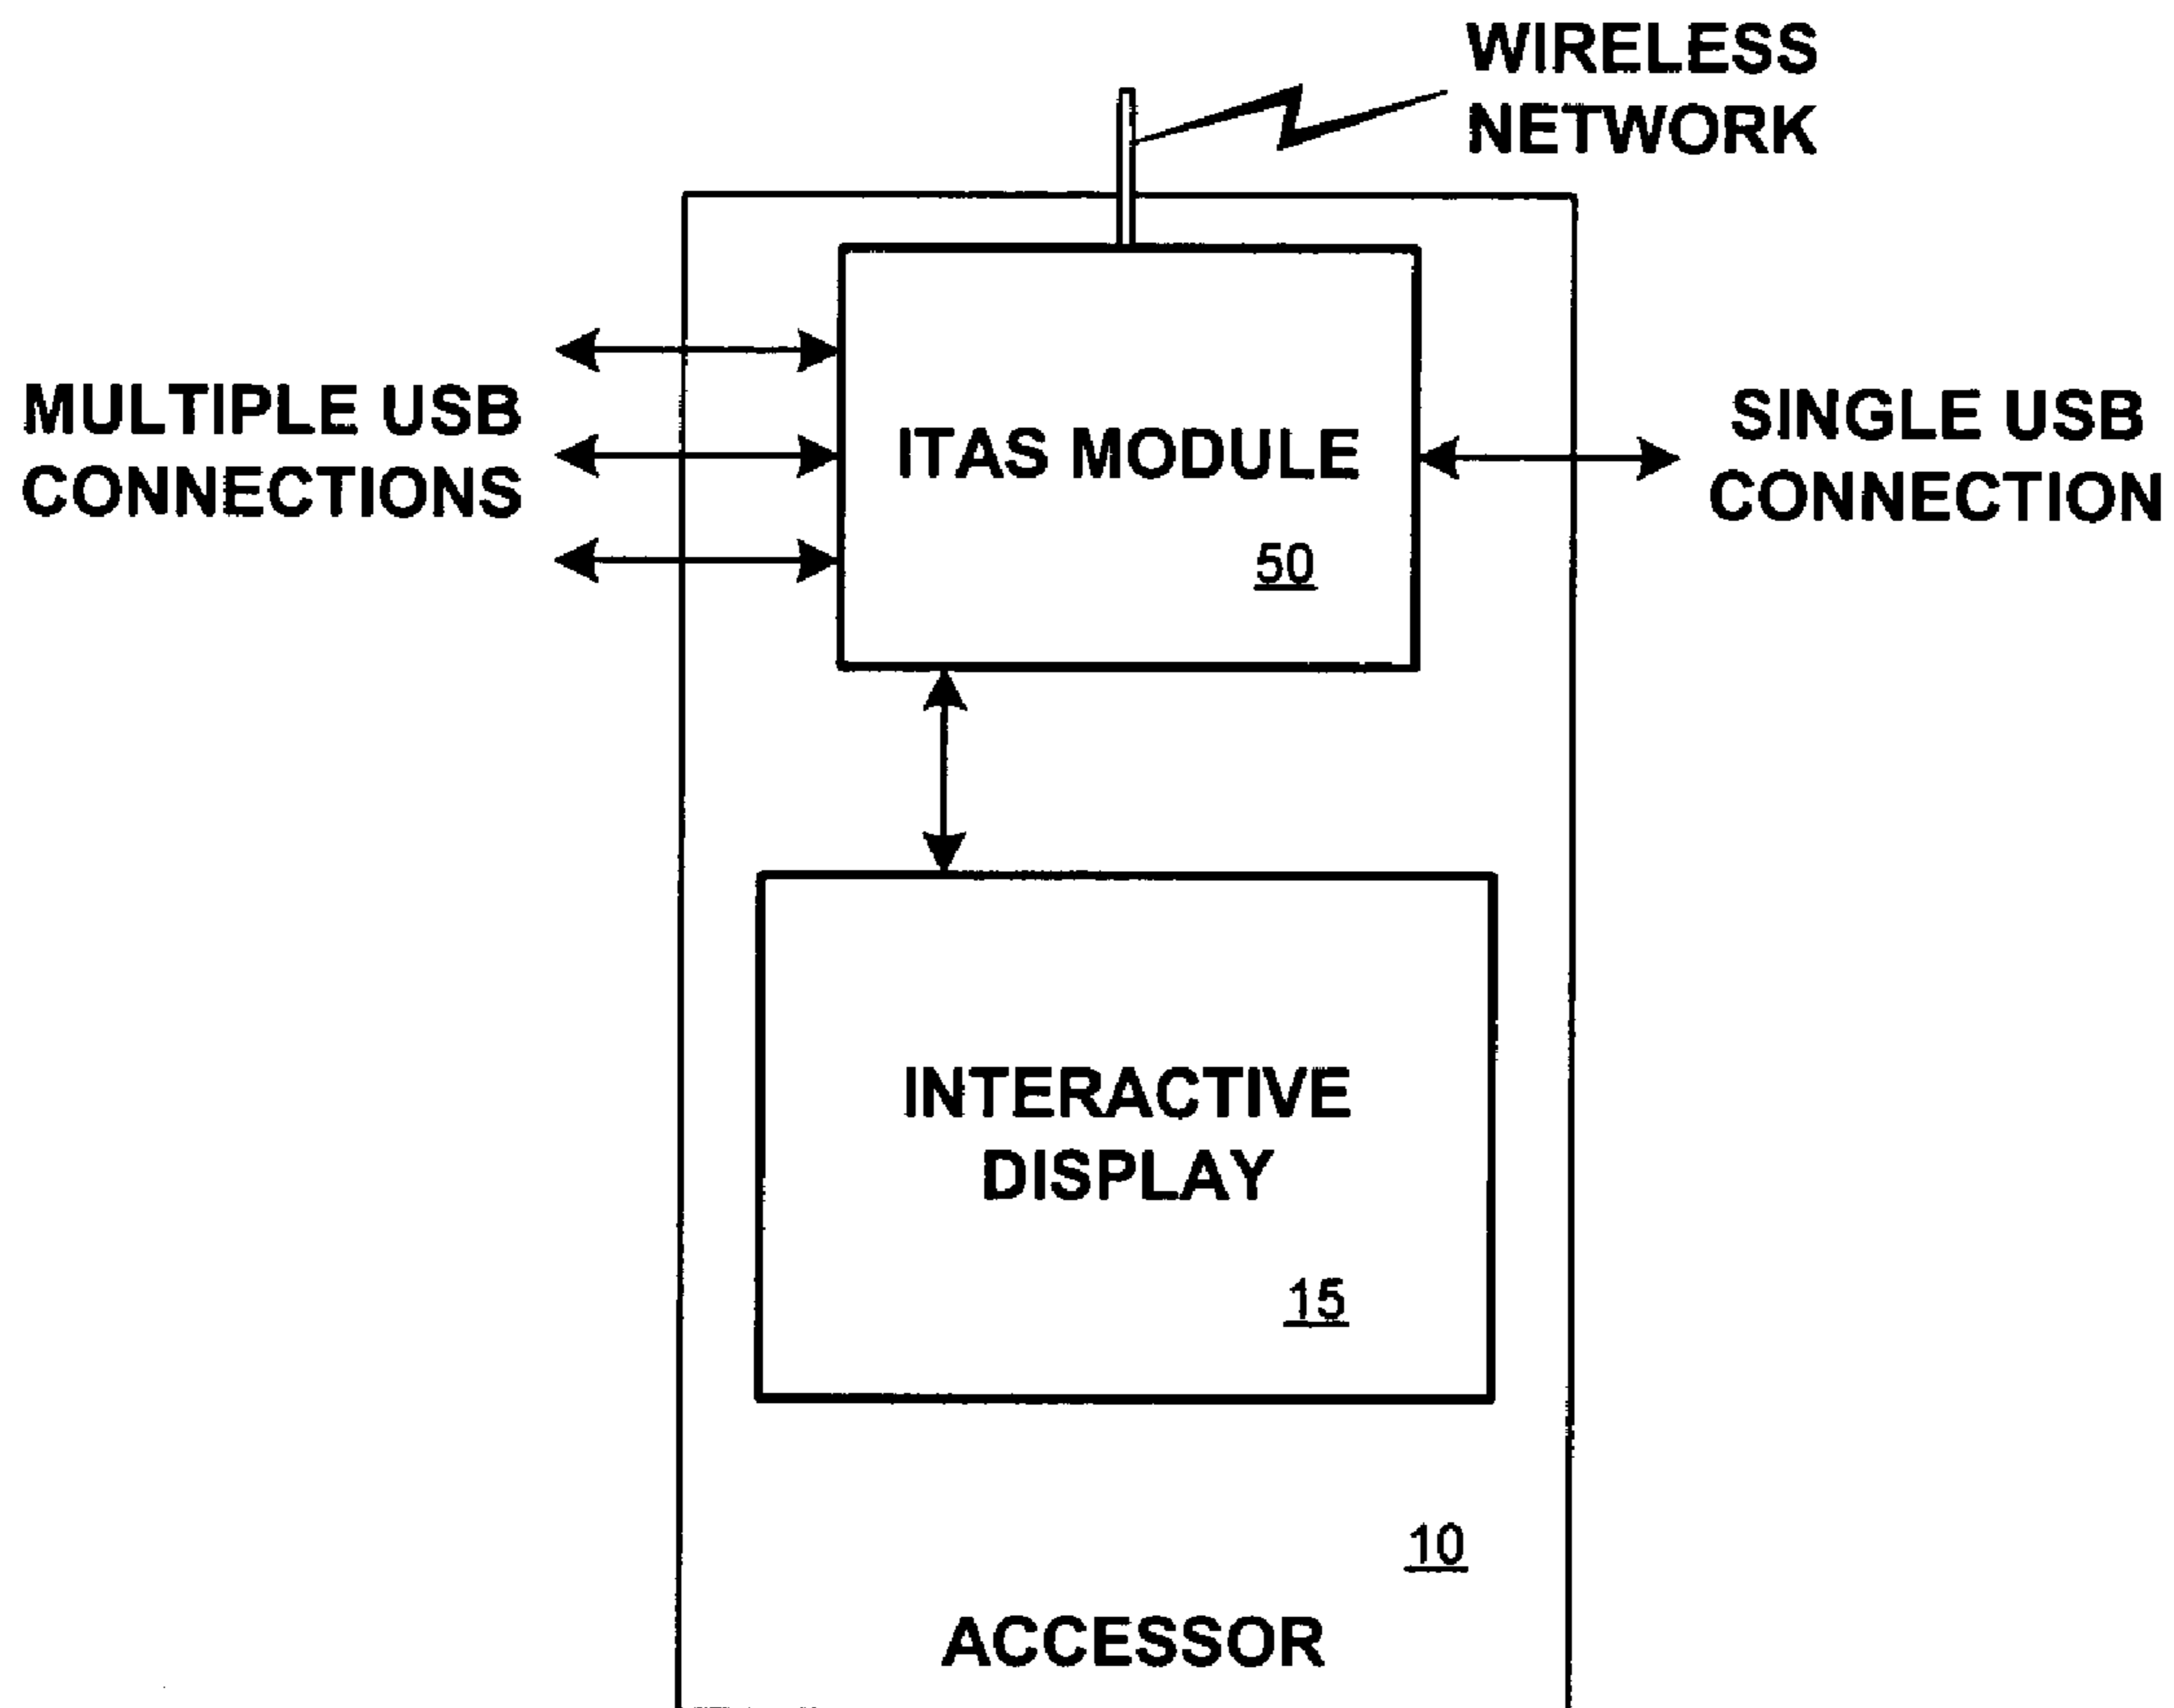 WIRELESS
NETWORK
MULTIPLE USB
CONNECTIONS
ITAS MODULE
50
SINGLE USB
CONNECTION
INTERACTIVE
DISPLAY
15
10
ACCESSOR